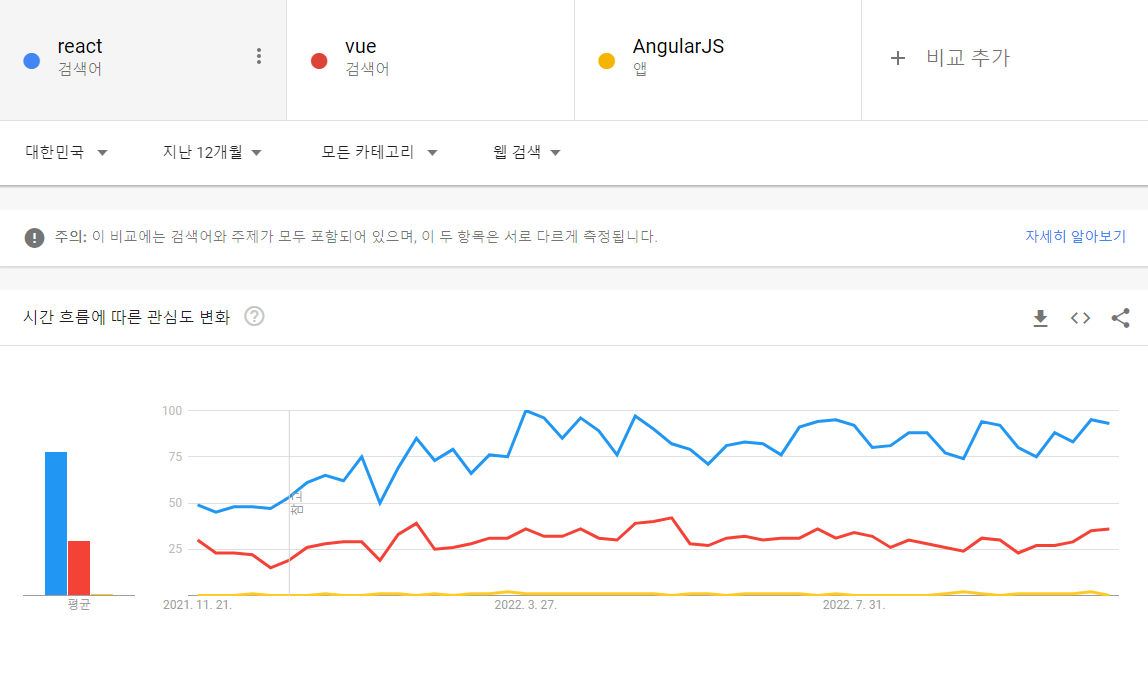 react
검색어
vue
검색어
AngularJS
앱
+ 비교 추가
대한민국
지난 12개월
모든 카테고리
웹 검색
주의: 이 비교에는 검색어와 주제가 모두 포함되어 있으며, 이 두 항목은 서로 다르게 측정됩니다.
자세히 알아보기
시간 흐름에 따른 관심도 변화
100
75
50
25
참고
평균
2021. 11. 21.
2022. 3. 27.
2022. 7. 31.